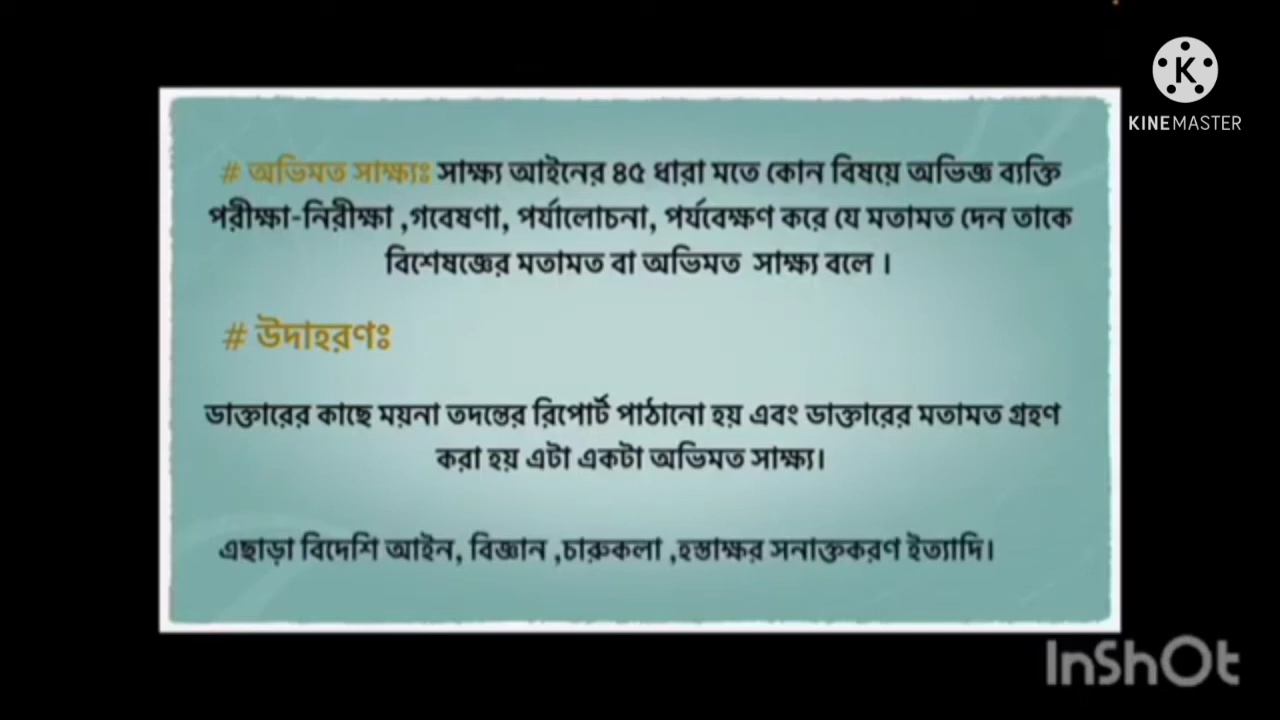 KINEMASTER
# অভিমত সাক্ষ্যঃ সাক্ষ্য আইনের ৪৫ ধারা মতে কোন বিষয়ে অভিজ্ঞ ব্যক্তি
পরীক্ষা-নিরীক্ষা ,গবেষণা, পর্যালোচনা, পর্যবেক্ষণ করে যে মতামত দেন তাকে
বিশেষজ্ঞের মতামত বা অভিমত সাক্ষ্য বলে ।
# উদাহরণঃ
ডাক্তারের কাছে ময়না তদন্তের রিপোর্ট পাঠানো হয় এবং ডাক্তারের মতামত গ্রহণ
করা হয় এটা একটা অভিমত সাক্ষ্য।
এছাড়া বিদেশি আইন, বিজ্ঞান ,চারুকলা ,হস্তাক্ষর সনাক্তকরণ ইত্যাদি।
InShOt